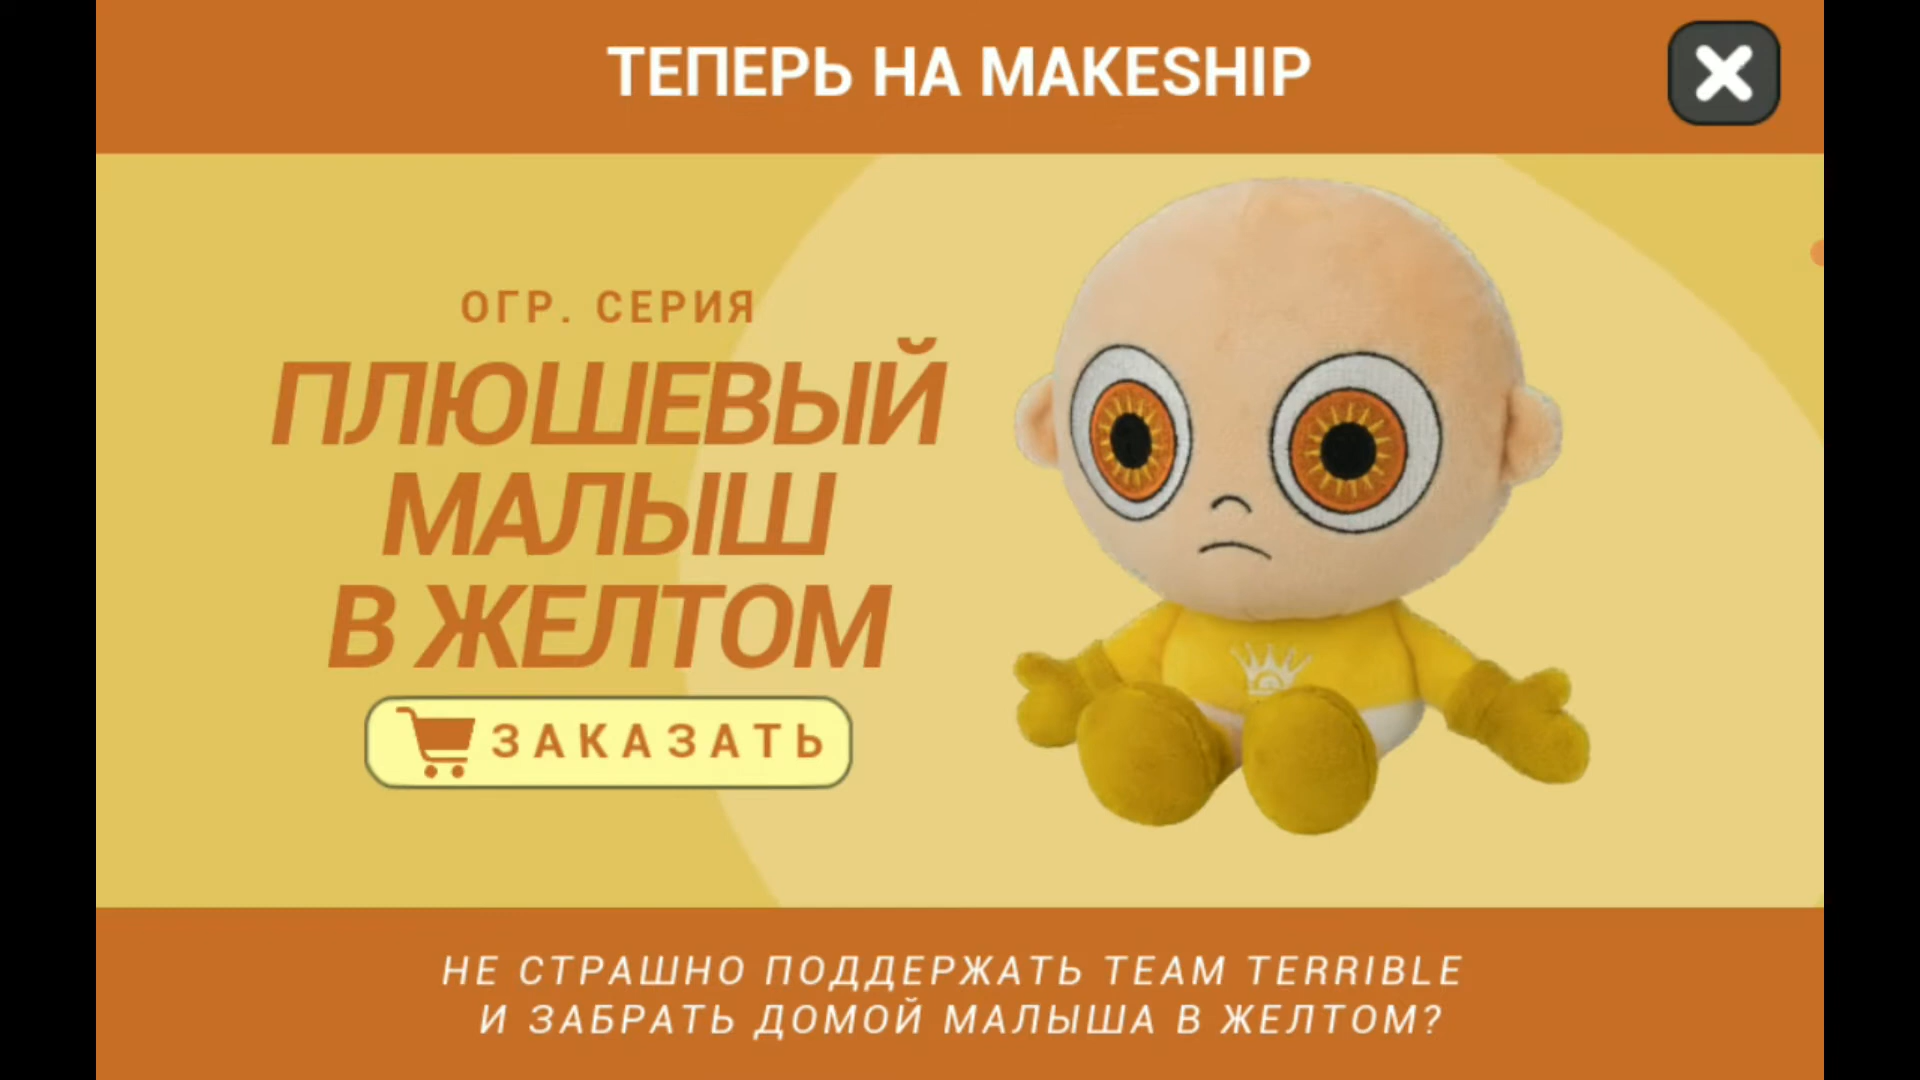 ТЕПЕРЬ НА MAKESHIP
ОГР. СЕРИЯ
ПЛЮШЕВЫЙ
МАЛЫШ
В ЖЕЛТОМ
ЗАКАЗАТЬ
НЕ СТРАШНО ПОДДЕРЖАТЬ TEAM TERRIBLE
И ЗАБРАТЬ ДОМОЙ МАЛЫША В ЖЕЛТОМ?